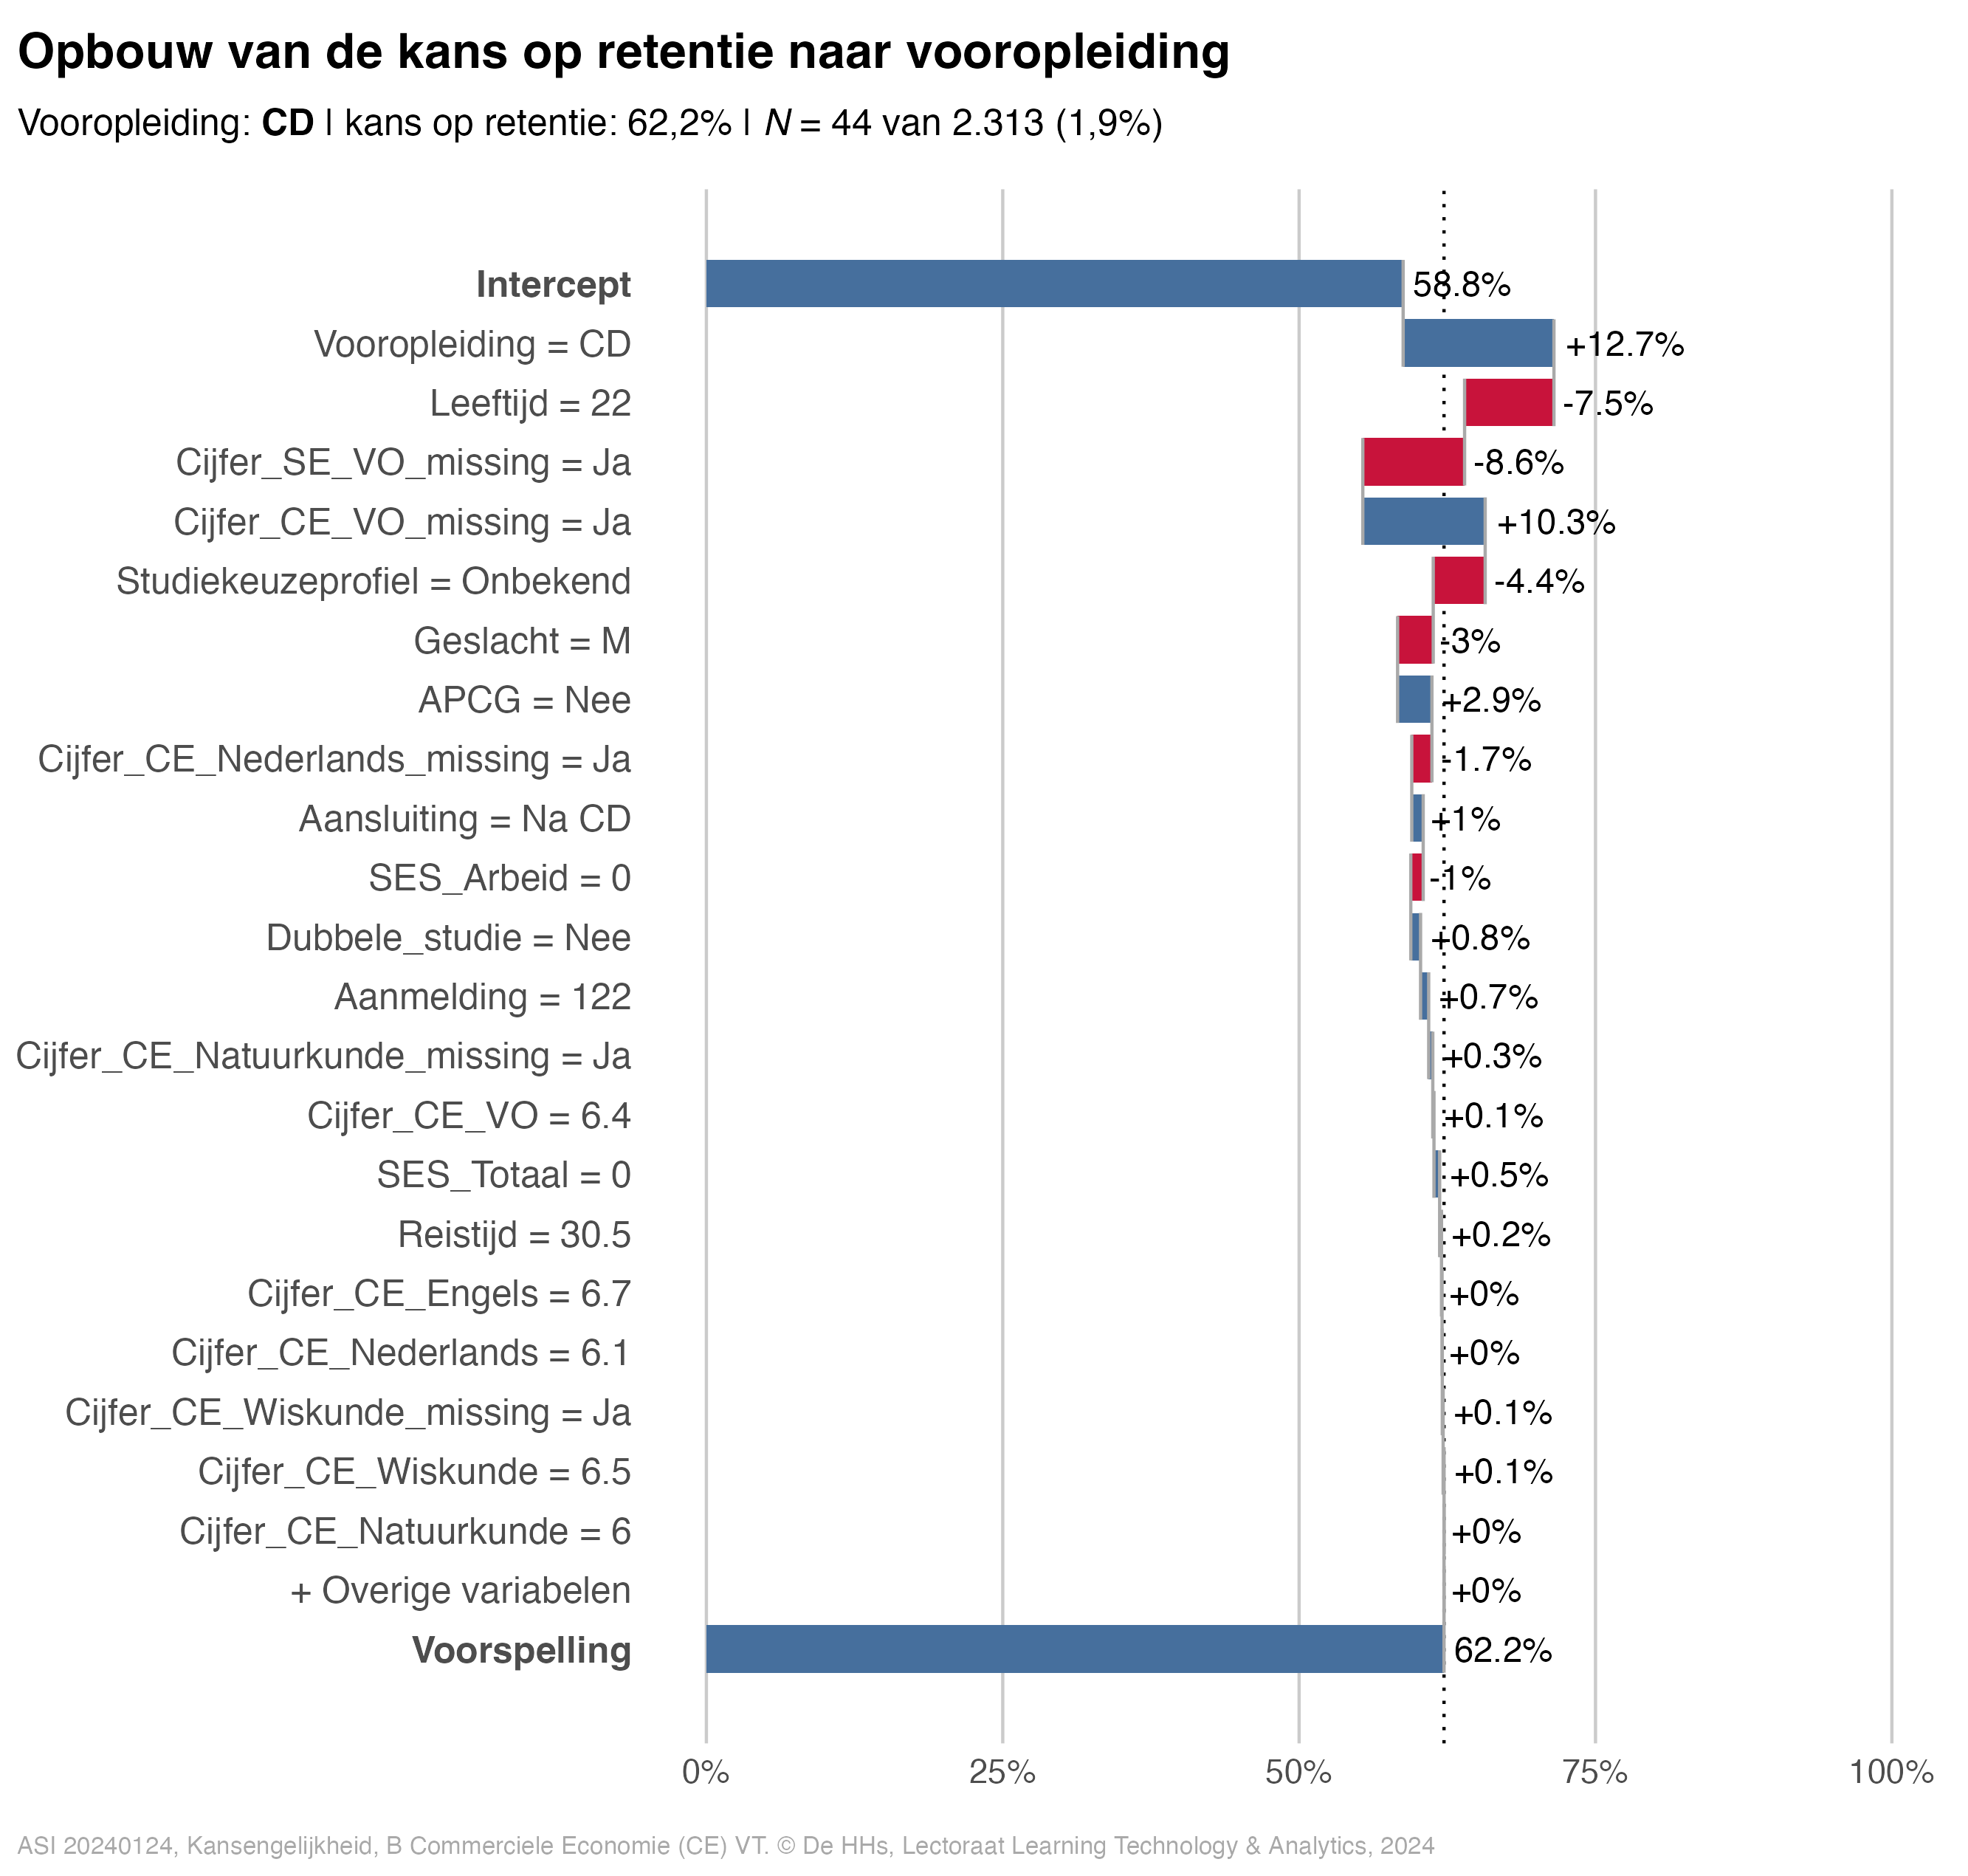 Opbouw van de kans op retentie naar vooropleiding
Vooropleiding: CD | kans op retentie: 62,2% | N = 44 van 2.313 (1,9%)
Intercept 58.8%
Vooropleiding = CD +12.7%
Leeftijd = 22 -7.5%
Cijfer_SE_VO_missing = Ja -8.6%
Cijfer_CE_VO_missing = Ja +10.3%
Studiekeuzeprofiel = Onbekend -4.4%
Geslacht = M -3%
APCG = Nee +2.9%
Cijfer_CE_Nederlands_missing = Ja -1.7%
Aansluiting = Na CD +1%
SES_Arbeid = 0 -1%
Dubbele_studie = Nee +0.8%
Aanmelding = 122 +0.7%
Cijfer_CE_Natuurkunde_missing = Ja +0.3%
Cijfer_CE_VO = 6.4 +0.1%
SES_Totaal = 0 +0.5%
Reistijd = 30.5 +0.2%
Cijfer_CE_Engels = 6.7 +0%
Cijfer_CE_Nederlands = 6.1 +0%
Cijfer_CE_Wiskunde_missing = Ja +0.1%
Cijfer_CE_Wiskunde = 6.5 +0.1%
Cijfer_CE_Natuurkunde = 6 +0%
+ Overige variabelen +0%
Voorspelling 62.2%
0% 25% 50% 75% 100%
ASI 20240124, Kansengelijkheid, B Commerciele Economie (CE) VT. © De HHs, Lectoraat Learning Technology & Analytics, 2024